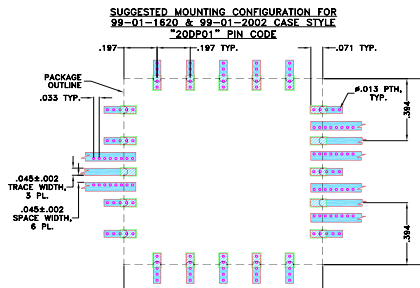 SUGGESTED MOUNTING CONFIGURATION FOR
99-01-1620 & 99-01-2002 CASE STYLE
"20DP01" PIN CODE
.197
.197 TYP.
.071 TYP.
PACKAGE
OUTLINE
.033 TYP.
ø.013 PTH,
TYP.
.394
.045±.002
TRACE WIDTH,
3 PL.
.045±.002
SPACE WIDTH,
6 PL.
.394